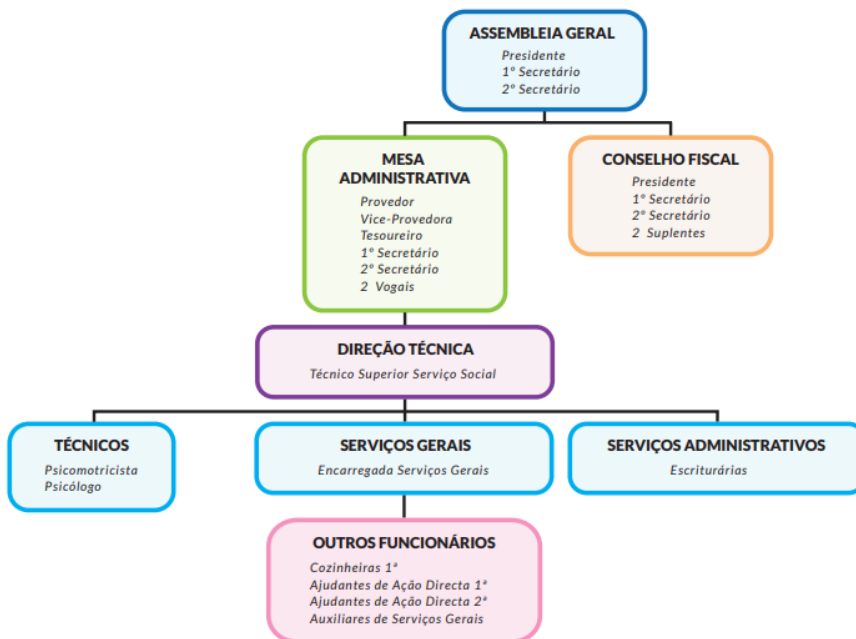 ASSEMBLEIA GERAL
Presidente
1º Secretário
2º Secretário
MESA
ADMINISTRATIVA
Provedor
Vice-Provedora
Tesoureiro
1º Secretário
2º Secretário
2 Vogais
CONSELHO FISCAL
Presidente
1º Secretário
2º Secretário
2 Suplentes
DIREÇÃO TÉCNICA
Técnico Superior Serviço Social
TÉCNICOS
Psicomotricista
Psicólogo
SERVIÇOS GERAIS
Encarregada Serviços Gerais
SERVIÇOS ADMINISTRATIVOS
Escriturárias
OUTROS FUNCIONÁRIOS
Cozinheiras 1ª
Ajudantes de Ação Directa 1ª
Ajudantes de Ação Directa 2ª
Auxiliares de Serviços Gerais